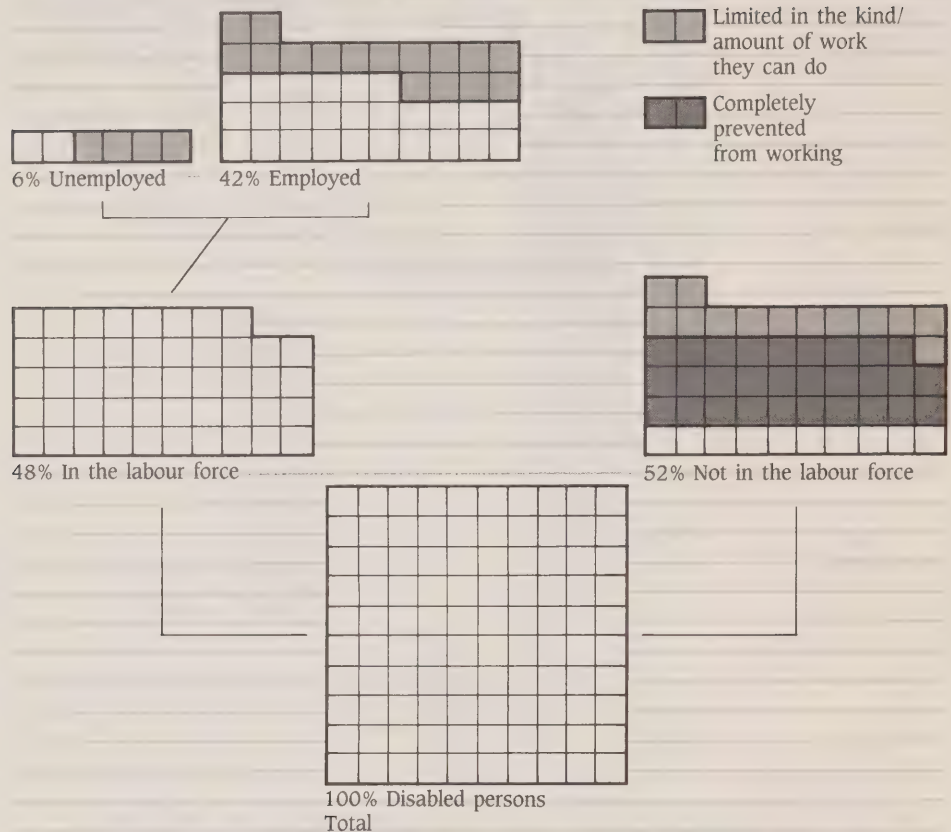 Limited in the kind/
amount of work
they can do
Completely
prevented
from working
6% Unemployed
42% Employed
48% In the labour force
52% Not in the labour force
100% Disabled persons
Total